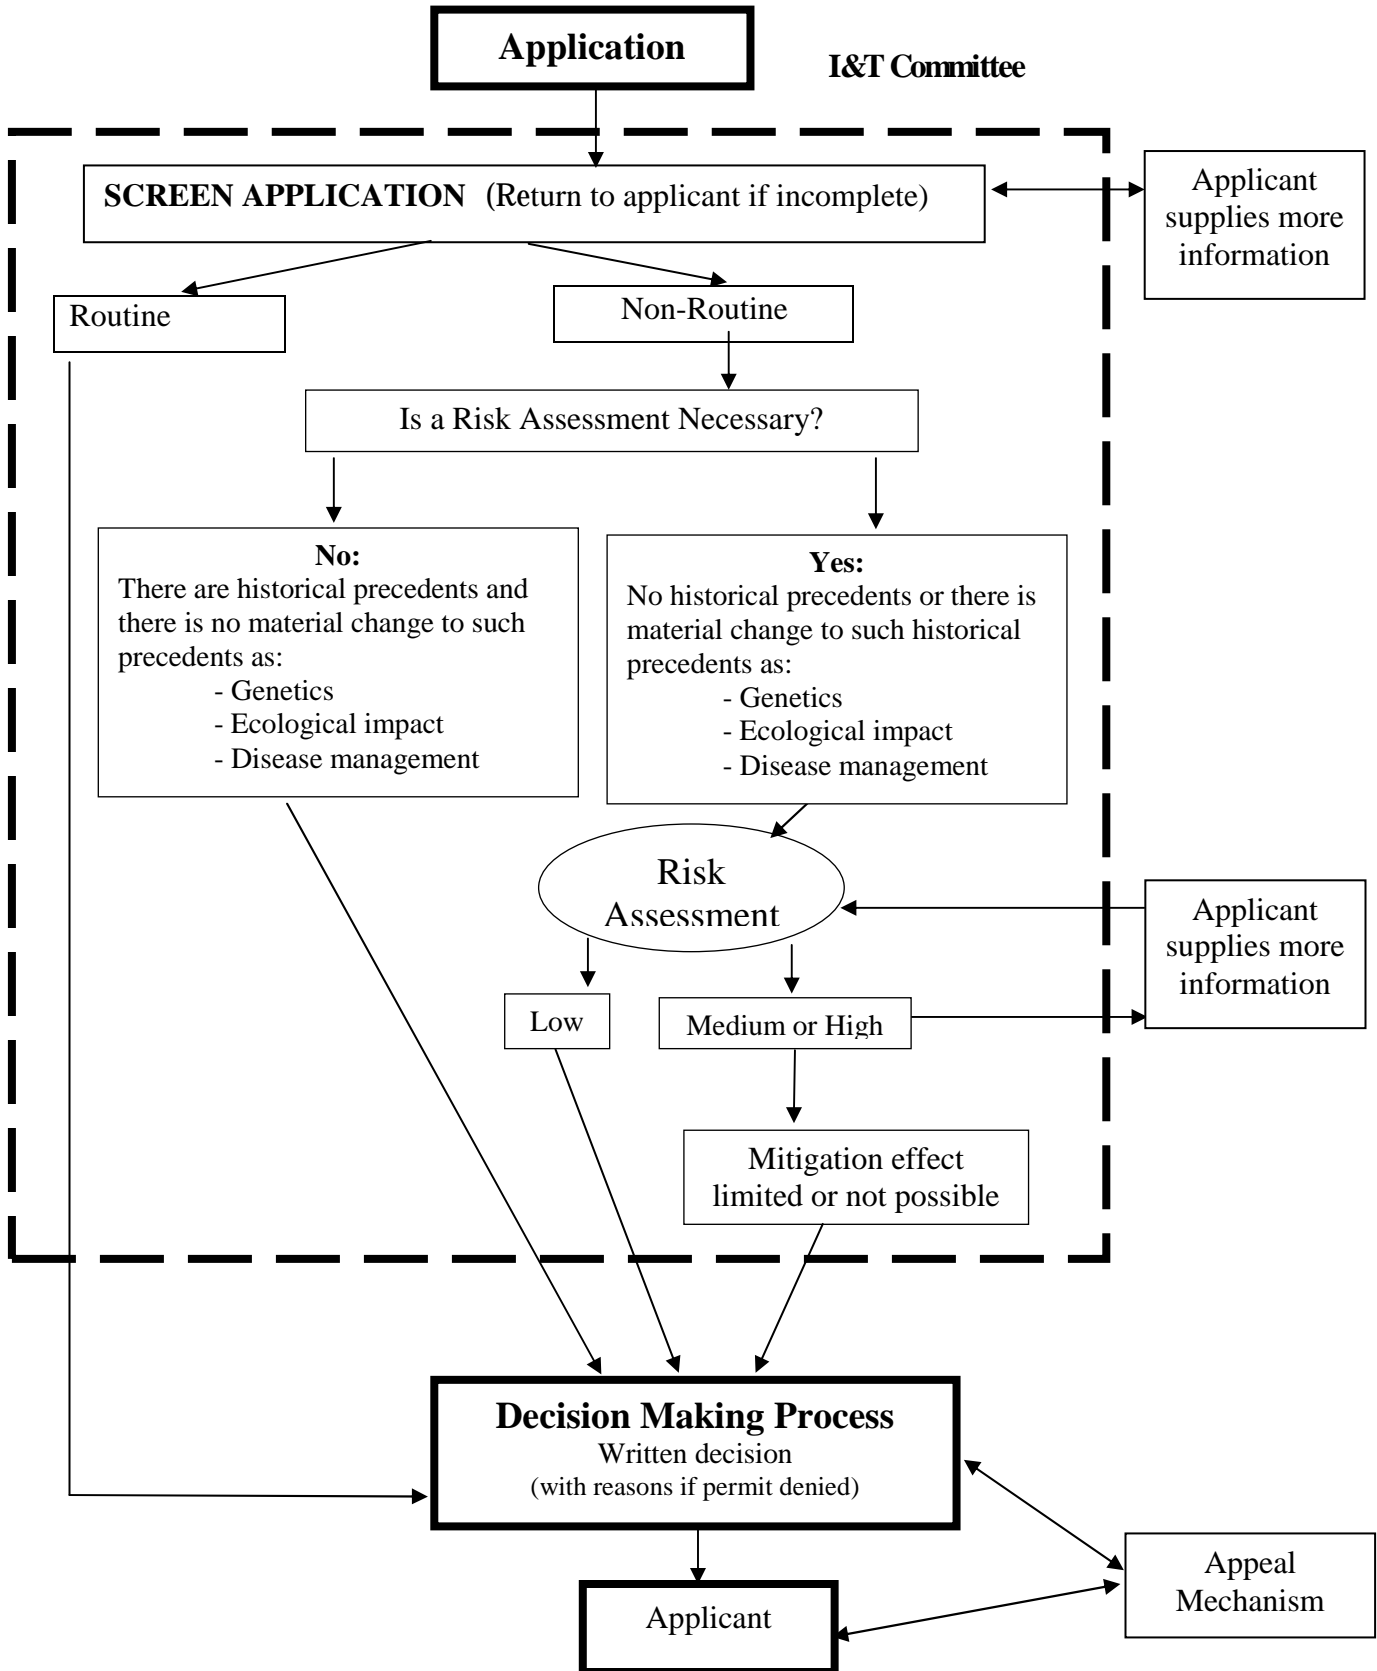 Application
I&T Committee
SCREEN APPLICATION (Return to applicant if incomplete)
Applicant
supplies more
information
Routine
Non-Routine
Is a Risk Assessment Necessary?
No:
There are historical precedents and
there is no material change to such
precedents as:
- Genetics
- Ecological impact
- Disease management
Yes:
No historical precedents or there is
material change to such historical
precedents as:
- Genetics
- Ecological impact
- Disease management
Risk
Assessment
Applicant
supplies more
information
Low
Medium or High
Mitigation effect
limited or not possible
Decision Making Process
Written decision
(with reasons if permit denied)
Appeal
Mechanism
Applicant